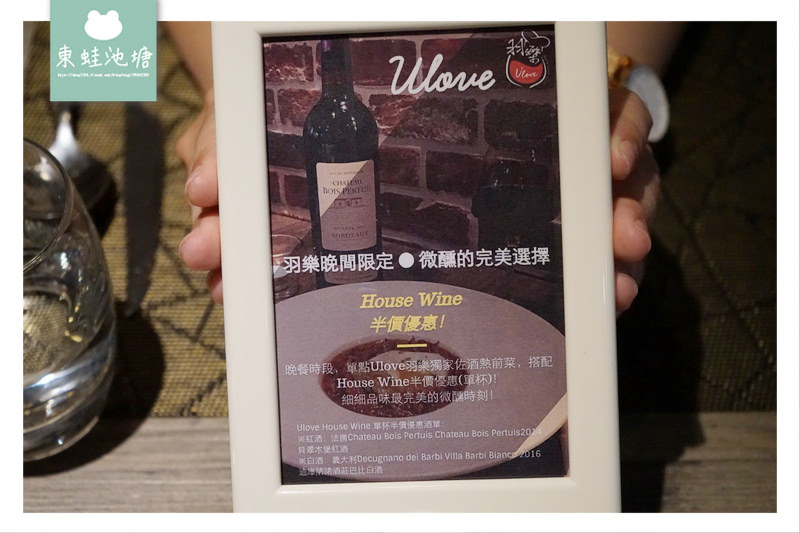 東蛙池塘
Ulove
羽樂
Ulove
CHATEAU
BOIS PERTUIS
BORDEAUX
羽樂晚間限定 ● 微醺的完美選擇
House Wine
半價優惠!
晚餐時段，單點Ulove羽樂獨家佐酒熱前菜，搭配
House Wine半價優惠(單杯)!
細細品味最完美的微醺時刻!
Ulove House Wine 單杯半價優惠酒單:
※紅酒: 法國Chateau Bois Pertuis Chateau Bois Pertuis2014
貝露木堡紅酒
※白酒: 義大利Decugnano dei Barbi Villa Barbi Bianco 2016